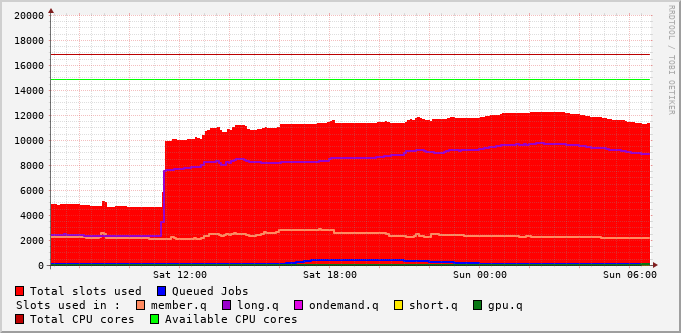 RRDTOOL / TOBI OETIKER
20000
18000
16000
14000
12000
10000
8000
6000
4000
2000
0
Sat 12:00 Sat 18:00 Sun 00:00 Sun 06:00
Total slots used Queued Jobs
Slots used in : member.q long.q ondemand.q short.q gpu.q
Total CPU cores Available CPU cores